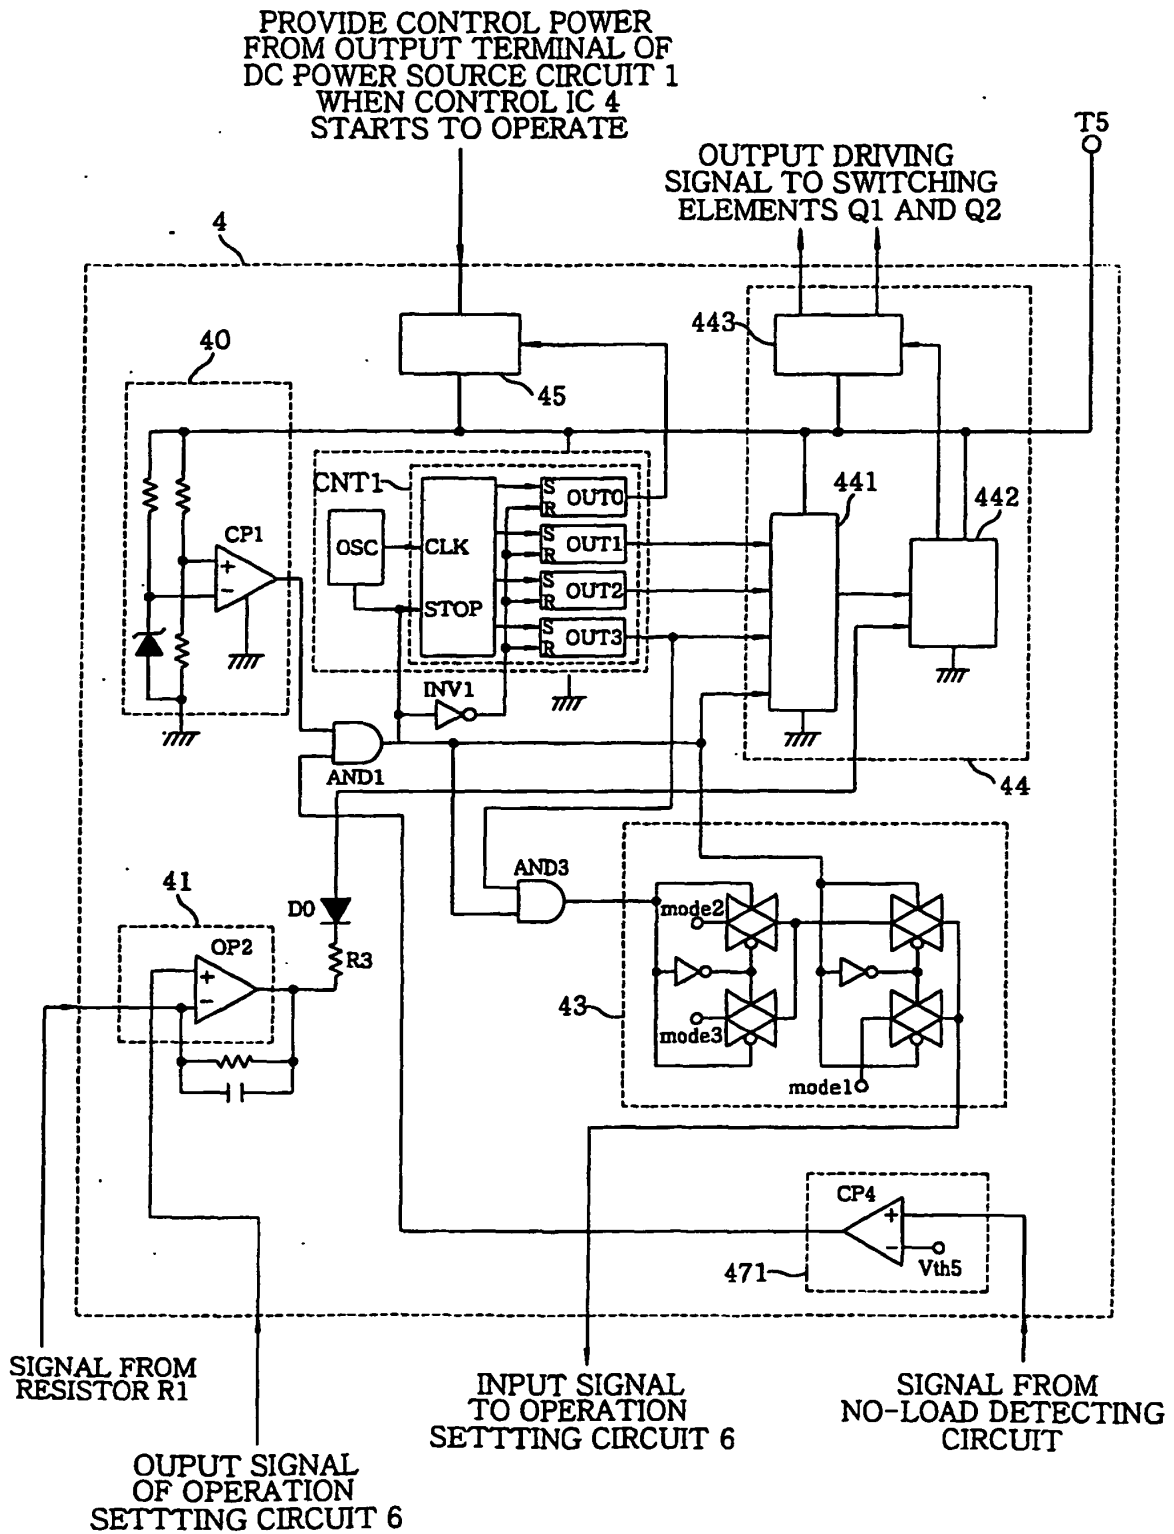 PROVIDE CONTROL POWER
FROM OUTPUT TERMINAL OF
DC POWER SOURCE CIRCUIT 1
WHEN CONTROL IC 4
STARTS TO OPERATE
T5
OUTPUT DRIVING
SIGNAL TO SWITCHING
ELEMENTS Q1 AND Q2
4
443
40
45
CNT1
S
R
OUT0
441
442
CP1
+
-
OSC
CLK
S
R
OUT1
S
R
OUT2
STOP
S
R
OUT3
INV1
AND1
44
AND3
41
D0
mode2
OP2
+
-
R3
43
mode3
mode1
CP4
+
-
Vth5
471
SIGNAL FROM
RESISTOR R1
INPUT SIGNAL
TO OPERATION
SETTTING CIRCUIT 6
SIGNAL FROM
NO-LOAD DETECTING
CIRCUIT
OUPUT SIGNAL
OF OPERATION
SETTTING CIRCUIT 6